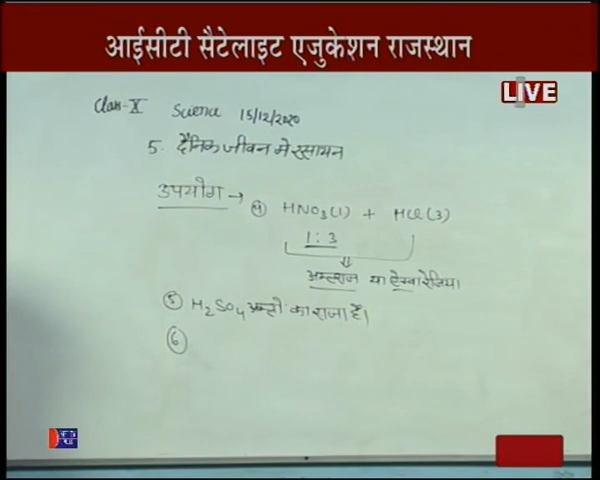 आईसीटी सैटेलाइट एजुकेशन राजस्थान
LIVE
Class-X Science 15/12/2020
5. दैनिक जीवन मे रसायन
उपयोग → ④ HNO₃(1) + HCl(3)
1 : 3
⇓
अम्लराज या ऐक्वारेजिया
⑤ H₂SO₄ अम्लो का राजा है।
⑥